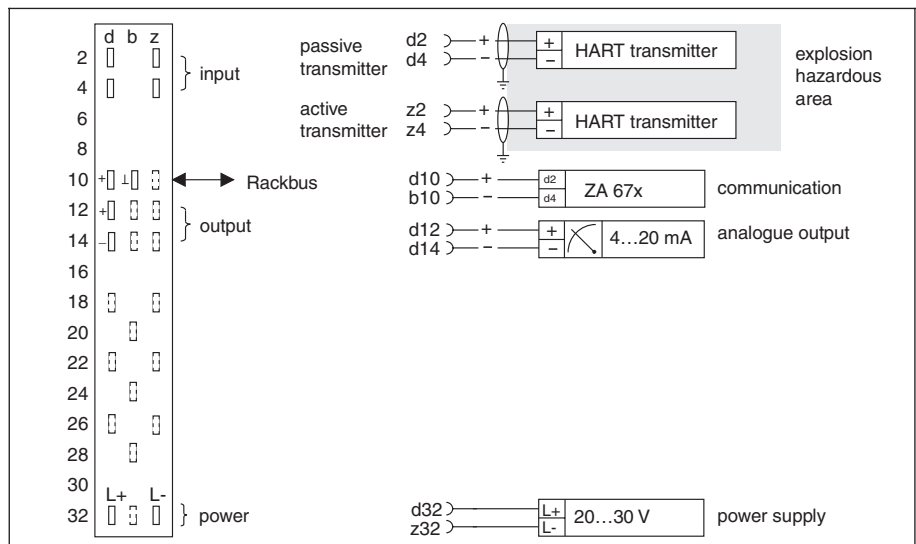 d b z
2
4
input
6
8
10 + ⊥ Rackbus
12 +
14 –
output
16
18
20
22
24
26
28
30
L+ L-
32 power
passive
transmitter
d2 + + HART transmitter
d4 – –
explosion
hazardous
area
active
transmitter
z2 + + HART transmitter
z4 – –
d10 + d2 ZA 67x communication
b10 – d4
d12 + + 4...20 mA analogue output
d14 – –
d32 L+ 20...30 V power supply
z32 L-